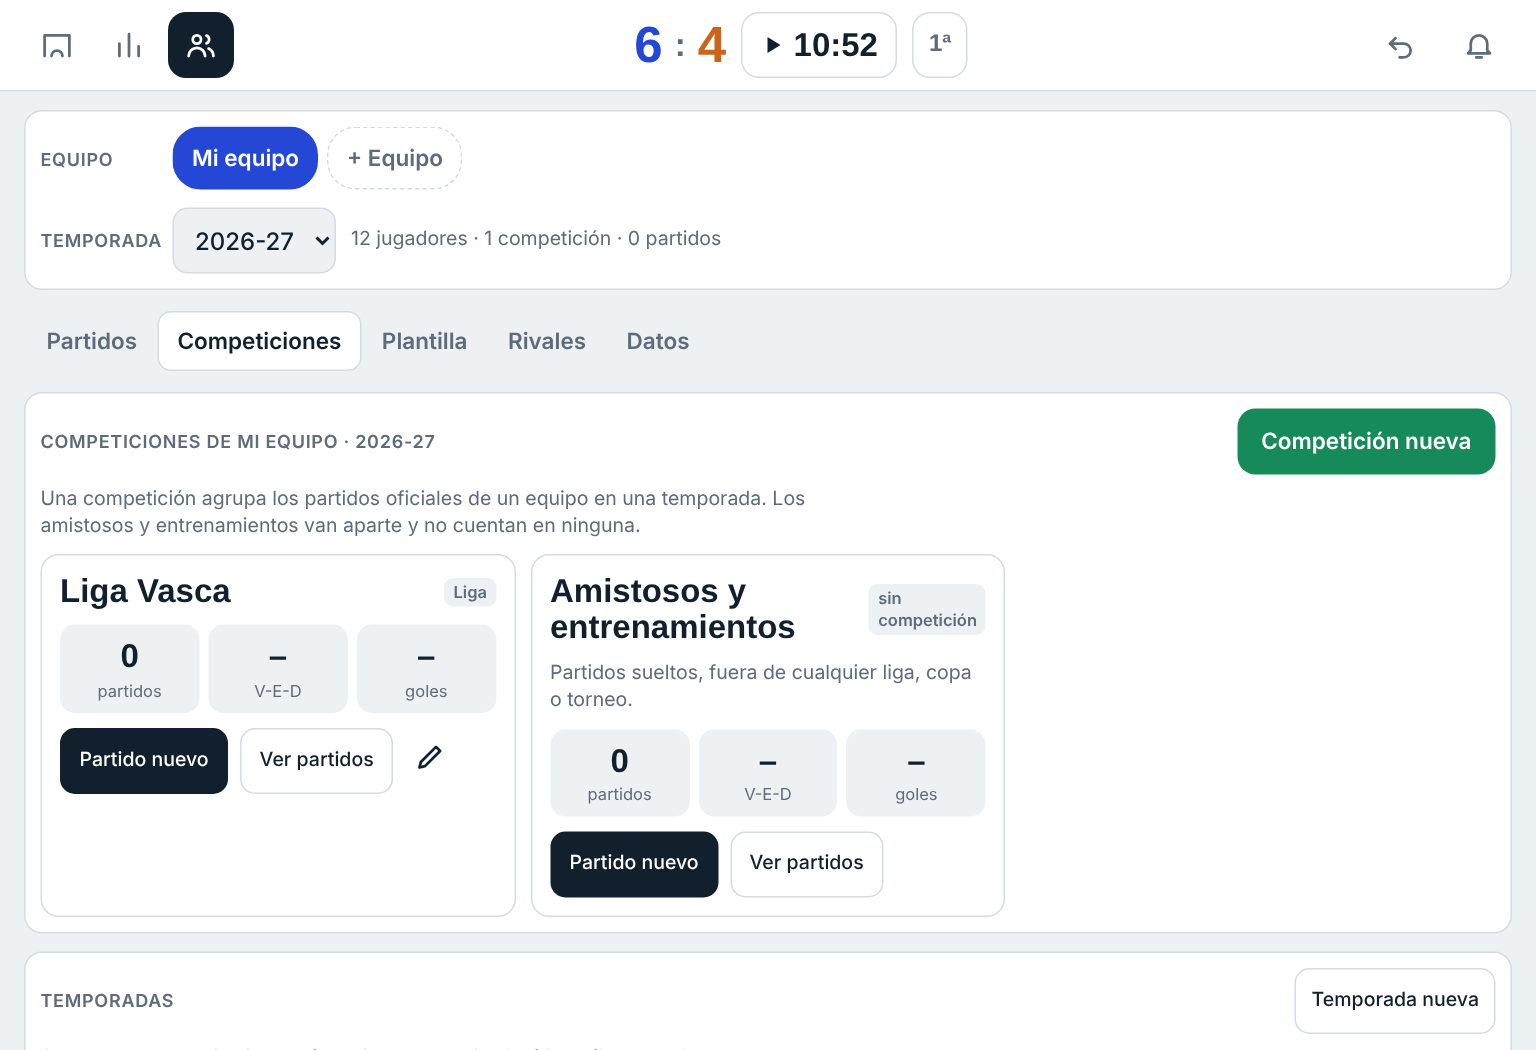 6 : 4 10:52 1ª
EQUIPO Mi equipo + Equipo
TEMPORADA 2026-27 12 jugadores · 1 competición · 0 partidos
Partidos Competiciones Plantilla Rivales Datos
COMPETICIONES DE MI EQUIPO · 2026-27 Competición nueva
Una competición agrupa los partidos oficiales de un equipo en una temporada. Los
amistosos y entrenamientos van aparte y no cuentan en ninguna.
Liga Vasca Liga
0 – –
partidos V-E-D goles
Partido nuevo Ver partidos
Amistosos y
entrenamientos
sin
competición
Partidos sueltos, fuera de cualquier liga, copa
o torneo.
0 – –
partidos V-E-D goles
Partido nuevo Ver partidos
TEMPORADAS Temporada nueva